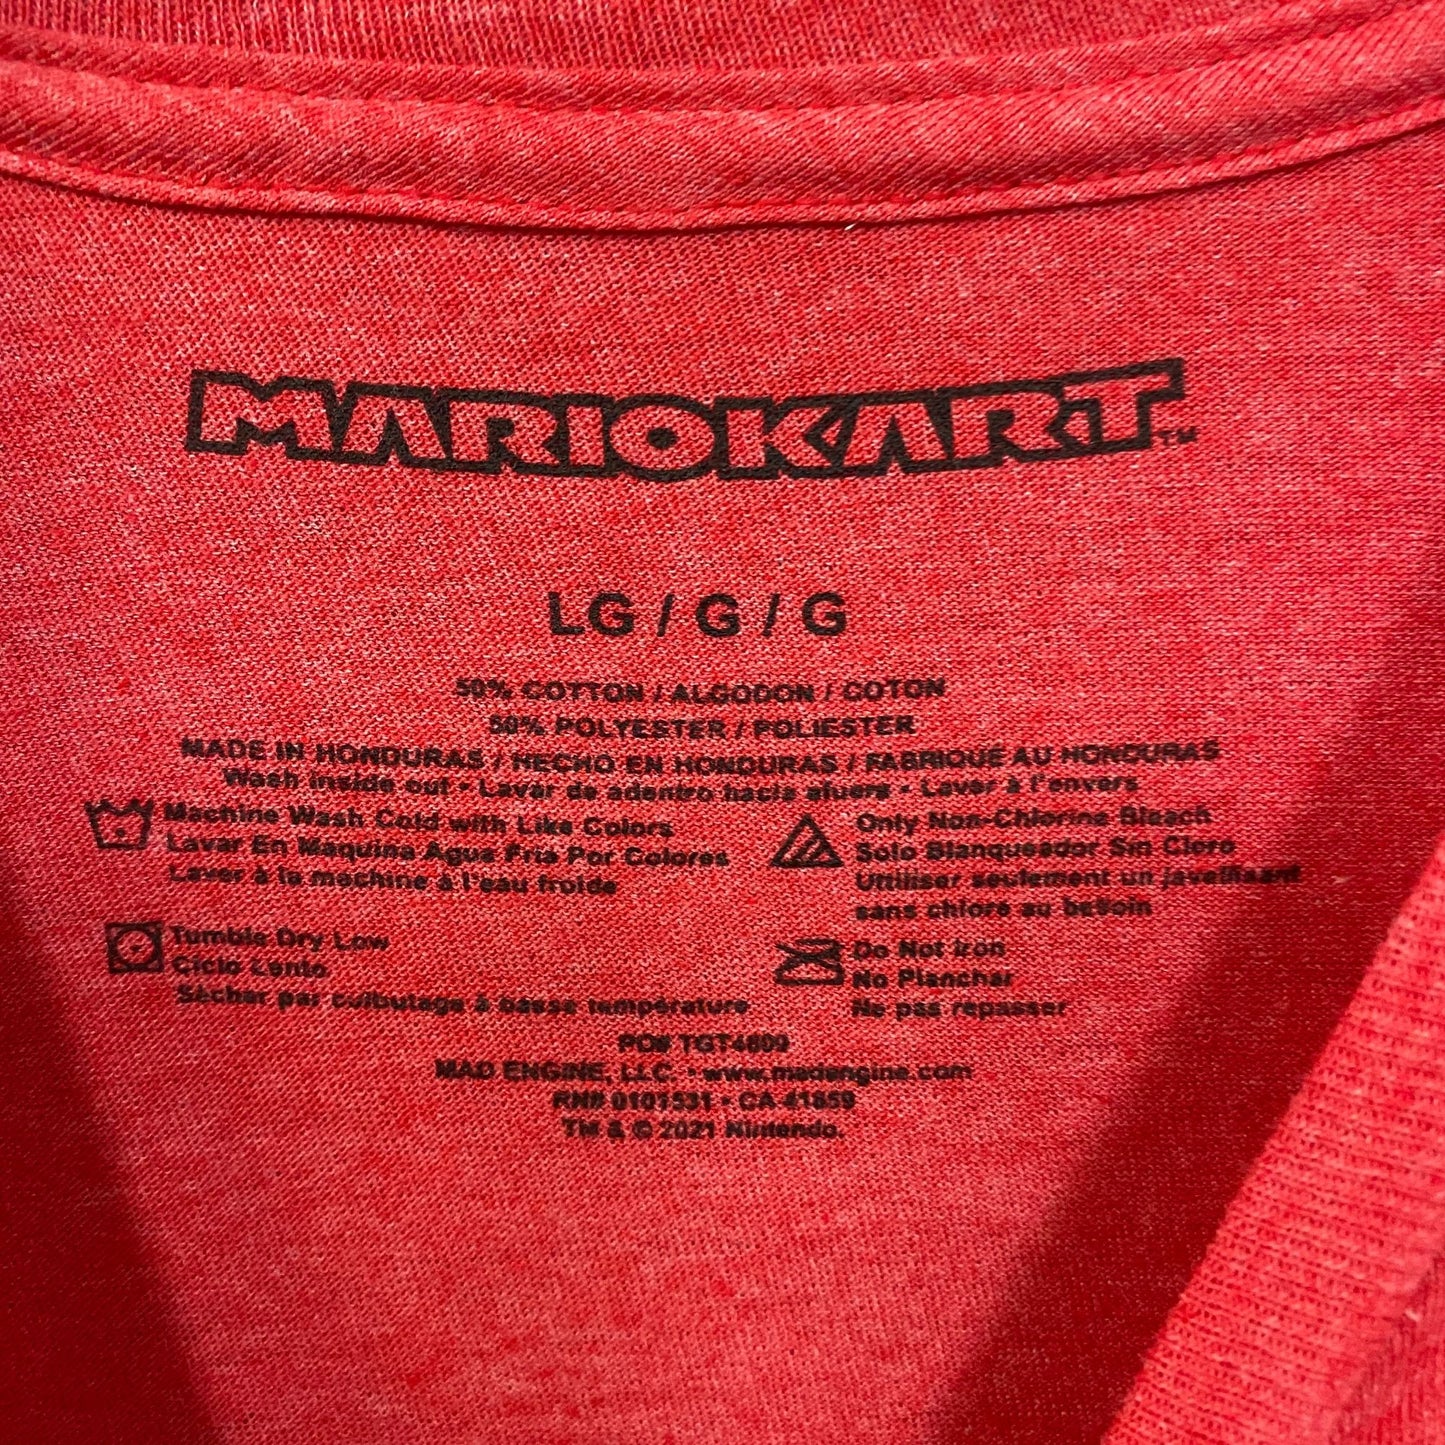 MARIOKART™
LG / G / G
50% COTTON / ALGODON / COTON
50% POLYESTER / POLIESTER
MADE IN HONDURAS / HECHO EN HONDURAS / FABRIQUE AU HONDURAS
Wash inside out • Lavar de adentro hacia afuera • Laver à l'envers
Machine Wash Cold with Like Colors
Lavar En Maquina Agua Fria Por Colores
Laver à la machine à l'eau froide
Only Non-Chlorine Bleach
Solo Blanqueador Sin Cloro
Utiliser seulement un javellisant
sans chlore au besoin
Tumble Dry Low
Ciclo Lento
Sècher par culbutage à basse température
Do Not Iron
No Planchar
Ne pas repasser
PO# TGT4809
MAD ENGINE, LLC. • www.madengine.com
RN# 0101531 • CA 41859
TM & © 2021 Nintendo.